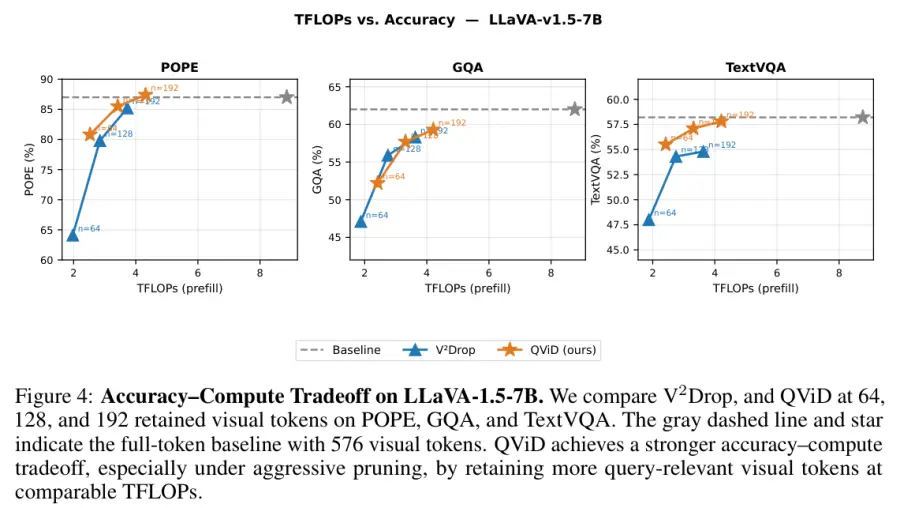 TFLOPs vs. Accuracy — LLaVA-v1.5-7B
POPE
90
85
80
75
70
65
60
POPE (%)
n=192
n=192
n=64
n=128
n=64
2
4
6
8
TFLOPs (prefill)
GQA
65
60
55
50
45
GQA (%)
n=192
n=192
n=128
n=128
n=64
n=64
2
4
6
8
TFLOPs (prefill)
TextVQA
60.0
57.5
55.0
52.5
50.0
47.5
45.0
TextVQA (%)
n=192
n=64
n=192
n=64
2
4
6
8
TFLOPs (prefill)
Baseline
V²Drop
QViD (ours)
Figure 4: Accuracy–Compute Tradeoff on LLaVA-1.5-7B. We compare V²Drop, and QViD at 64,
128, and 192 retained visual tokens on POPE, GQA, and TextVQA. The gray dashed line and star
indicate the full-token baseline with 576 visual tokens. QViD achieves a stronger accuracy–compute
tradeoff, especially under aggressive pruning, by retaining more query-relevant visual tokens at
comparable TFLOPs.